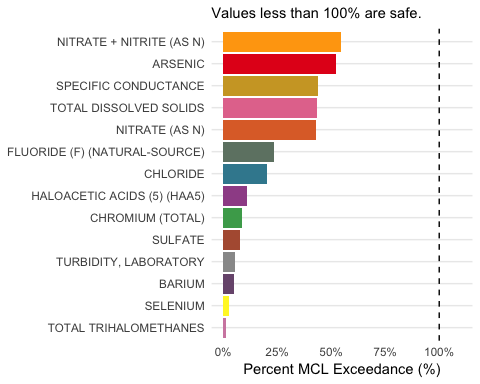 Values less than 100% are safe.
NITRATE + NITRITE (AS N)
ARSENIC
SPECIFIC CONDUCTANCE
TOTAL DISSOLVED SOLIDS
NITRATE (AS N)
FLUORIDE (F) (NATURAL-SOURCE)
CHLORIDE
HALOACETIC ACIDS (5) (HAA5)
CHROMIUM (TOTAL)
SULFATE
TURBIDITY, LABORATORY
BARIUM
SELENIUM
TOTAL TRIHALOMETHANES
0% 25% 50% 75% 100%
Percent MCL Exceedance (%)